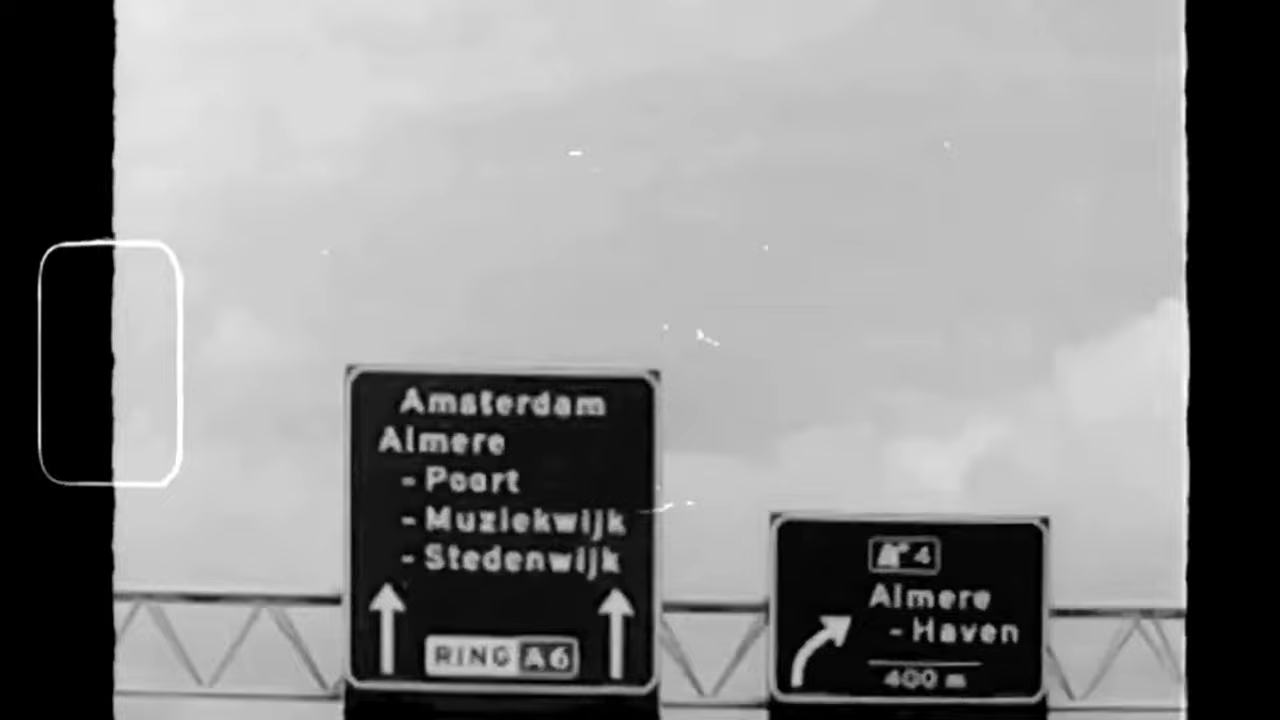 Amsterdam
Almere
- Poort
- Muziekwijk
- Stedenwijk
RING A6
4
Almere
- Haven
400 m